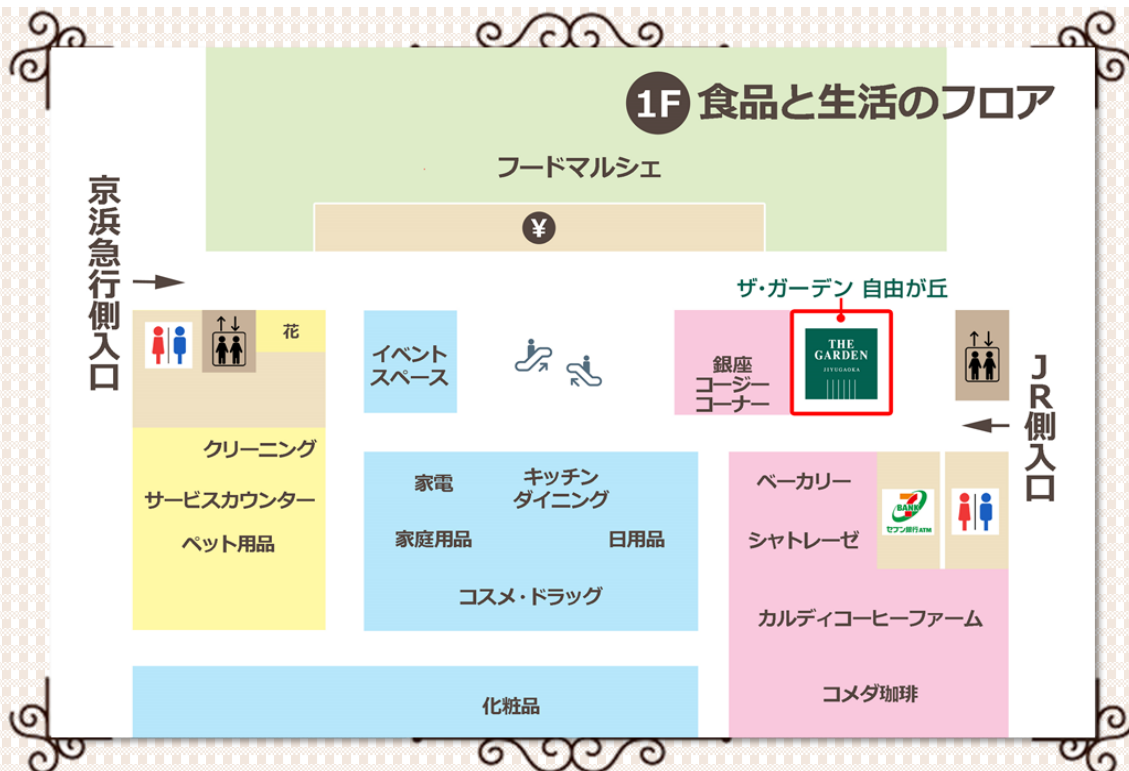 1F 食品と生活のフロア
フードマルシェ
¥
京浜急行側入口
ザ・ガーデン 自由が丘
花
イベント
スペース
銀座
コージー
コーナー
THE
GARDEN
JIYUGAOKA
JR側入口
クリーニング
サービスカウンター
ペット用品
家電
キッチン
ダイニング
家庭用品
日用品
コスメ・ドラッグ
ベーカリー
シャトレーゼ
7
BANK
セブン銀行ATM
カルディコーヒーファーム
コメダ珈琲
化粧品